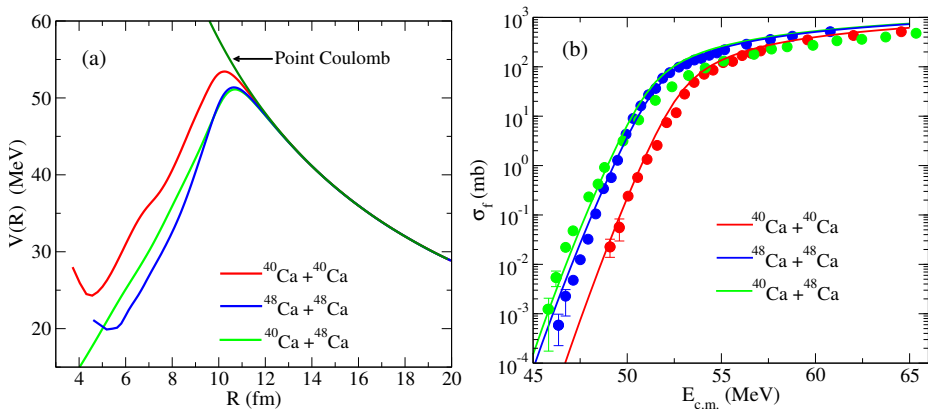 (a)
Point Coulomb
60
50
40
30
20
V(R) (MeV)
⁴⁰Ca+⁴⁰Ca
⁴⁸Ca+⁴⁸Ca
⁴⁰Ca+⁴⁸Ca
4 6 8 10 12 14 16 18 20
R (fm)
(b)
10³
10²
10¹
10⁰
10⁻¹
10⁻²
10⁻³
10⁻⁴
σf (mb)
⁴⁰Ca+⁴⁰Ca
⁴⁸Ca+⁴⁸Ca
⁴⁰Ca+⁴⁸Ca
45 50 55 60 65
Ec.m. (MeV)